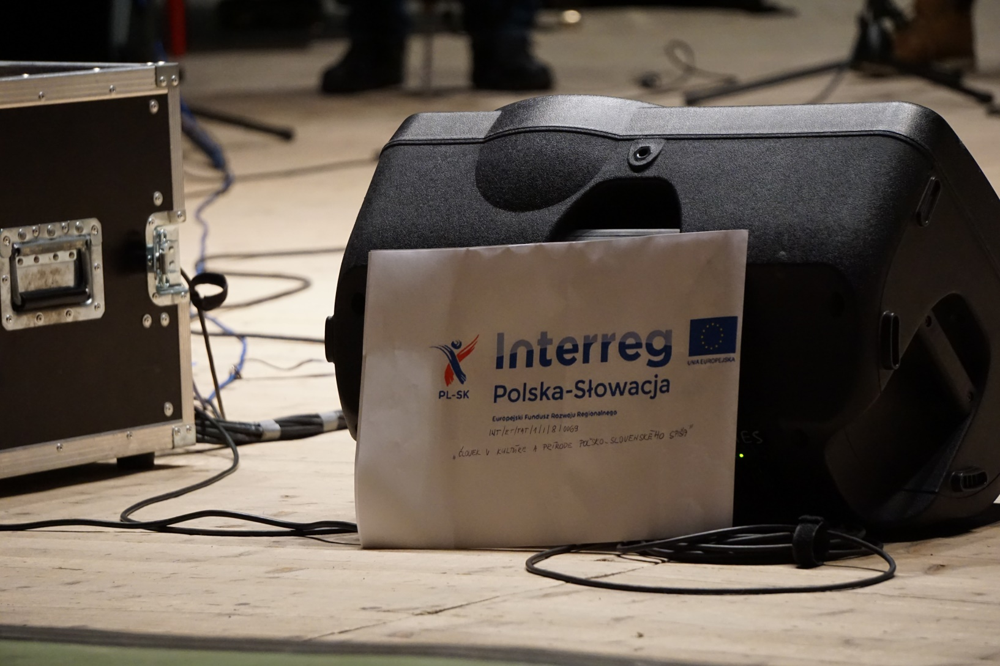 Interreg
PL-SK
UNIA EUROPEJSKA
Polska-Słowacja
Europejski Fundusz Rozwoju Regionalnego
INT/ET/TAT/1/I/B/0069
„ČLOVEK V KULTÚRE A PRÍRODE POĽSKO-SLOVENSKÉHO SPIŠA"